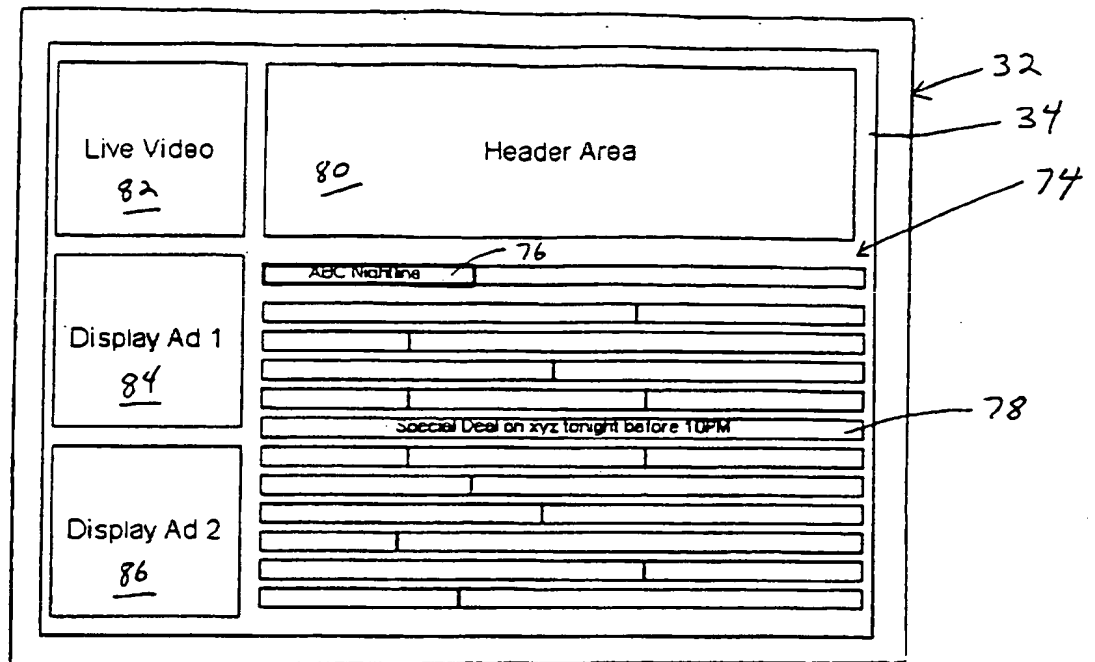 32
34
74
Live Video
82
Header Area
80
76
ABC Nightline
Display Ad 1
84
78
Special Deal on xyz tonight before 10PM
Display Ad 2
86